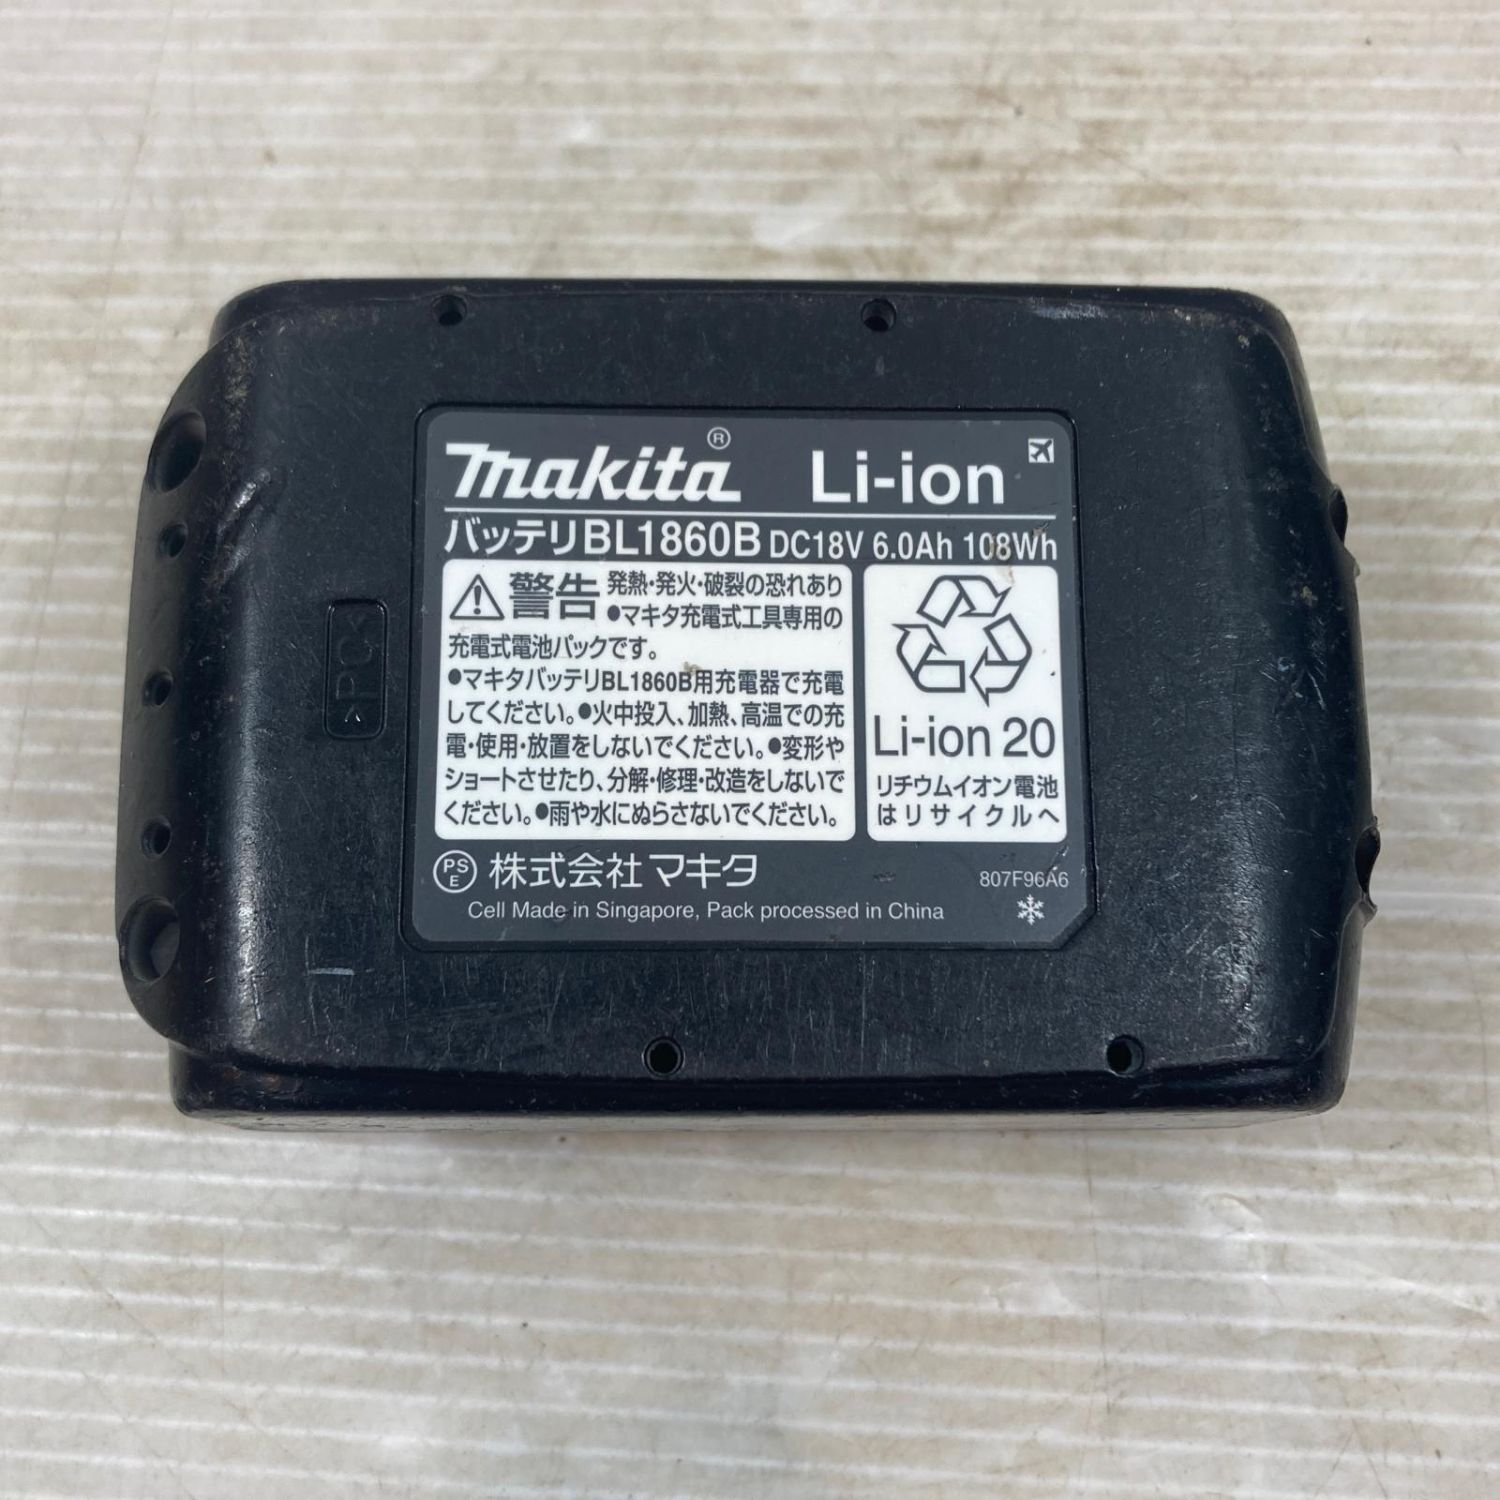 makita® Li-ion
バッテリBL1860B DC18V 6.0Ah 108Wh
警告 発熱・発火・破裂の恐れあり
●マキタ充電式工具専用の
充電式電池パックです。
●マキタバッテリBL1860B用充電器で充電
してください。●火中投入、加熱、高温での充
電・使用・放置をしないでください。●変形や
ショートさせたり、分解・修理・改造をしないで
ください。●雨や水にぬらさないでください。
Li-ion 20
リチウムイオン電池
はリサイクルへ
PS
E
株式会社マキタ
807F96A6
Cell Made in Singapore, Pack processed in China
>PC<